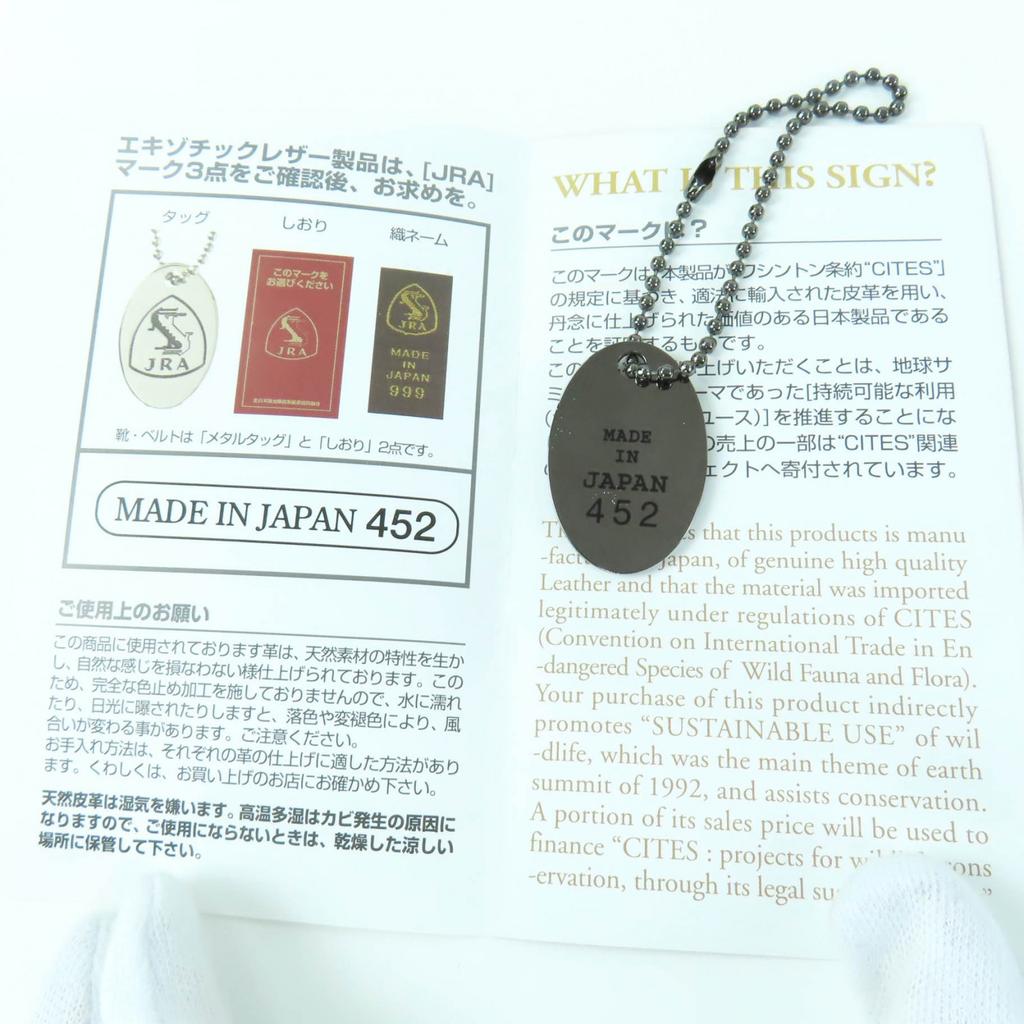 エキゾチックレザー製品は、[JRA]
マーク3点をご確認後、お求めを。
タッグ
しおり
織ネーム
JRA
このマークを
お選びください
JRA
JRA
MADE
IN
JAPAN
999
靴・ベルトは「メタルタッグ」と「しおり」2点です。
MADE IN JAPAN 452
ご使用上のお願い
この商品に使用されております革は、天然素材の特性を生か
し、自然な感じを損なわない様仕上げられております。この
ため、完全な色止め加工を施しておりませんので、水に濡れ
たり、日光に曝されたりしますと、落色や変褪色により、風
合いが変わる事があります。ご注意ください。
お手入れ方法は、それぞれの革の仕上げに適した方法があり
ます。くわしくは、お買い上げのお店にお確かめ下さい。
天然皮革は湿気を嫌います。高温多湿はカビ発生の原因に
なりますので、ご使用にならないときは、乾燥した涼しい
場所に保管して下さい。
WHAT IS THIS SIGN?
このマークは?
このマークは本製品がワシントン条約“CITES”]
の規定に基づき、適法に輸入された皮革を用い、
丹念に仕上げられた価値のある日本製品である
ことを証明するものです。
この 上げいただくことは、地球サ
ミ ーマであった[持続可能な利用
ユース)]を推進することにな
の売上の一部は“CITES”関連
の ェクトへ寄付されています。
MADE
IN
JAPAN
452
s that this products is manu
-fact Japan, of genuine high quality
Leather and that the material was imported
legitimately under regulations of CITES
(Convention on International Trade in En
-dangered Species of Wild Fauna and Flora).
Your purchase of this product indirectly
promotes “SUSTAINABLE USE” of wil
-dlife, which was the main theme of earth
summit of 1992, and assists conservation.
A portion of its sales price will be used to
finance “CITES : projects for wil ons
-ervation, through its legal su ”